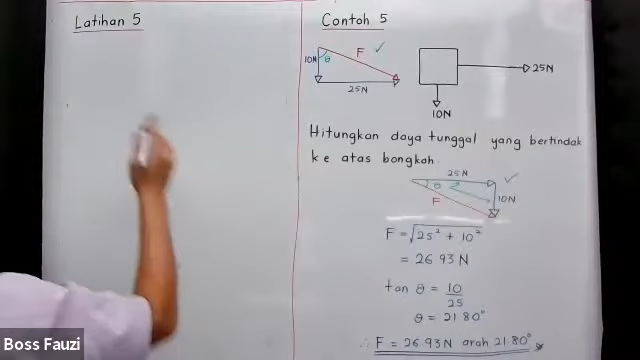 Latihan 5
Contoh 5
10N
θ
F
25N
25N
10N
Hitungkan daya tunggal yang bertindak
ke atas bongkah.
25N
θ
10N
F
F = √25² + 10²
= 26.93 N
tan θ = 10/25
θ = 21.80°
∴ F = 26.93N arah 21.80°
Boss Fauzi